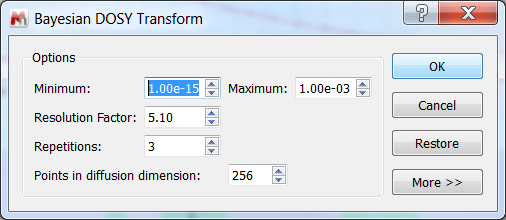 Bayesian DOSY Transform
Options
Minimum: 1.00e-15 Maximum: 1.00e-03
Resolution Factor: 5.10
Repetitions: 3
Points in diffusion dimension: 256
OK
Cancel
Restore
More >>